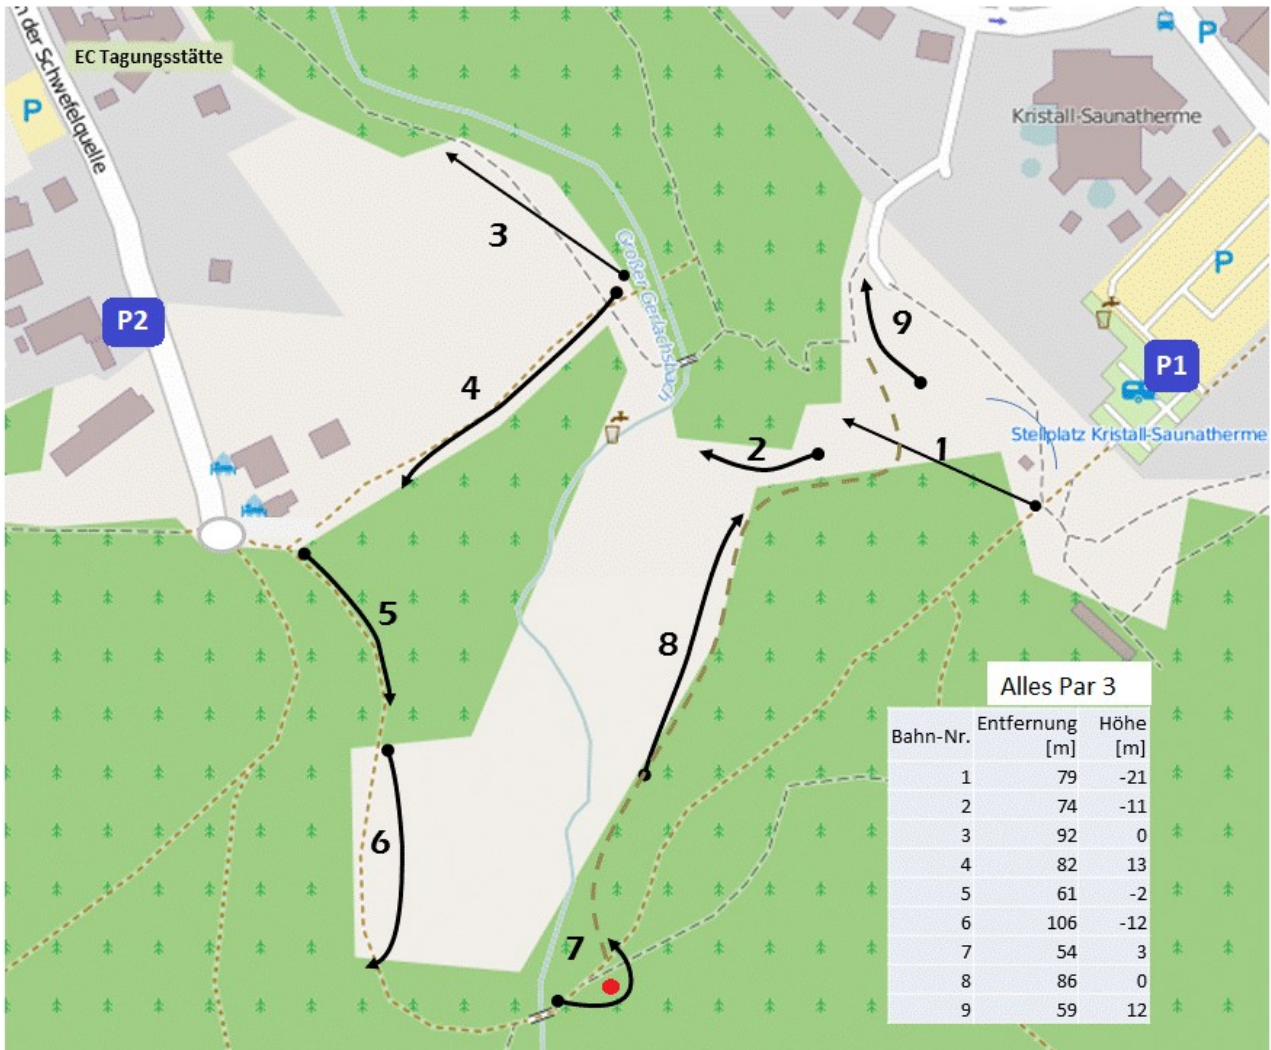 n der Schwefelquelle
EC Tagungsstätte
P
P
Kristall-Saunatherme
3
Großer Gerlachsbach
P
P2
9
P1
4
2
1
Stellplatz Kristall-Saunatherme
5
8
6
7
Alles Par 3
Bahn-Nr. Entfernung [m] Höhe [m]
1 79 -21
2 74 -11
3 92 0
4 82 13
5 61 -2
6 106 -12
7 54 3
8 86 0
9 59 12